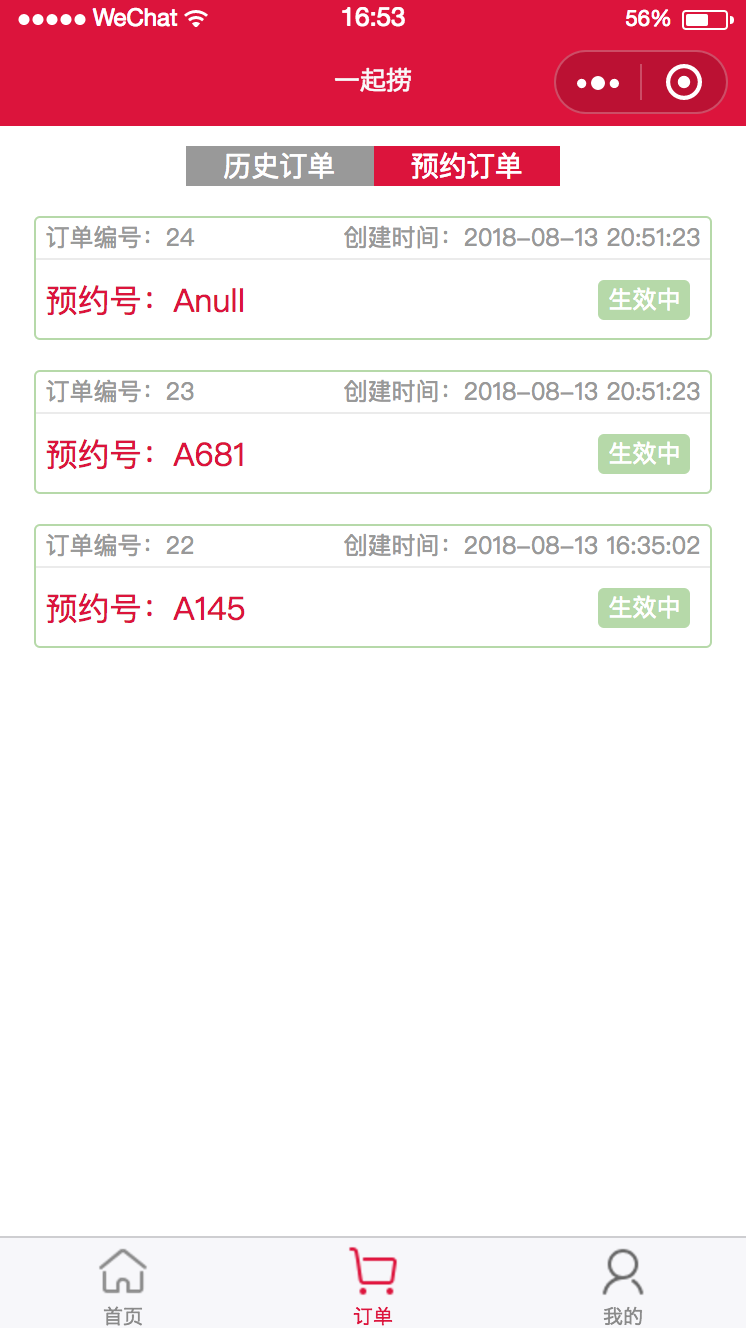 WeChat 16:53 56%
一起捞
历史订单 预约订单
订单编号：24 创建时间：2018-08-13 20:51:23
预约号：Anull 生效中
订单编号：23 创建时间：2018-08-13 20:51:23
预约号：A681 生效中
订单编号：22 创建时间：2018-08-13 16:35:02
预约号：A145 生效中
首页 订单 我的